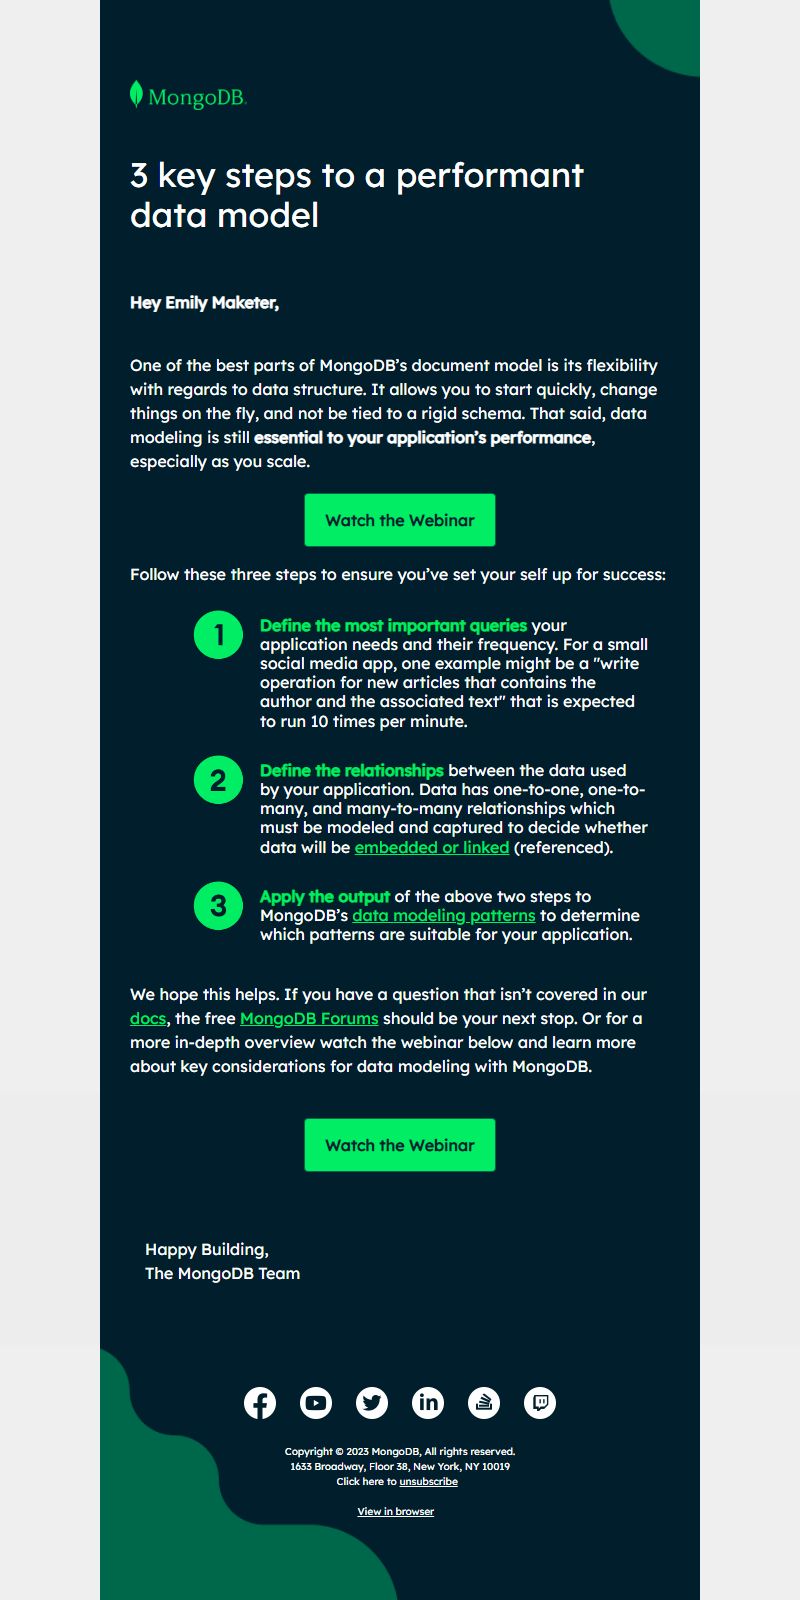 MongoDB.
3 key steps to a performant
data model
Hey Emily Maketer,
One of the best parts of MongoDB’s document model is its flexibility
with regards to data structure. It allows you to start quickly, change
things on the fly, and not be tied to a rigid schema. That said, data
modeling is still essential to your application’s performance,
especially as you scale.
Watch the Webinar
Follow these three steps to ensure you’ve set your self up for success:
1
Define the most important queries your
application needs and their frequency. For a small
social media app, one example might be a "write
operation for new articles that contains the
author and the associated text" that is expected
to run 10 times per minute.
2
Define the relationships between the data used
by your application. Data has one-to-one, one-to-
many, and many-to-many relationships which
must be modeled and captured to decide whether
data will be embedded or linked (referenced).
3
Apply the output of the above two steps to
MongoDB’s data modeling patterns to determine
which patterns are suitable for your application.
We hope this helps. If you have a question that isn’t covered in our
docs, the free MongoDB Forums should be your next stop. Or for a
more in-depth overview watch the webinar below and learn more
about key considerations for data modeling with MongoDB.
Watch the Webinar
Happy Building,
The MongoDB Team
Copyright © 2023 MongoDB, All rights reserved.
1633 Broadway, Floor 38, New York, NY 10019
Click here to unsubscribe
View in browser